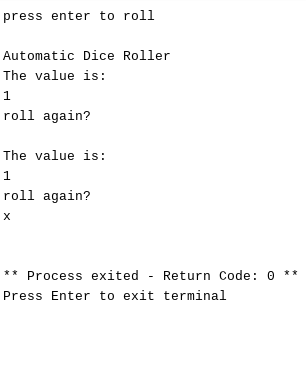 press enter to roll
Automatic Dice Roller
The value is:
1
roll again?
The value is:
1
roll again?
x
** Process exited - Return Code: 0 **
Press Enter to exit terminal